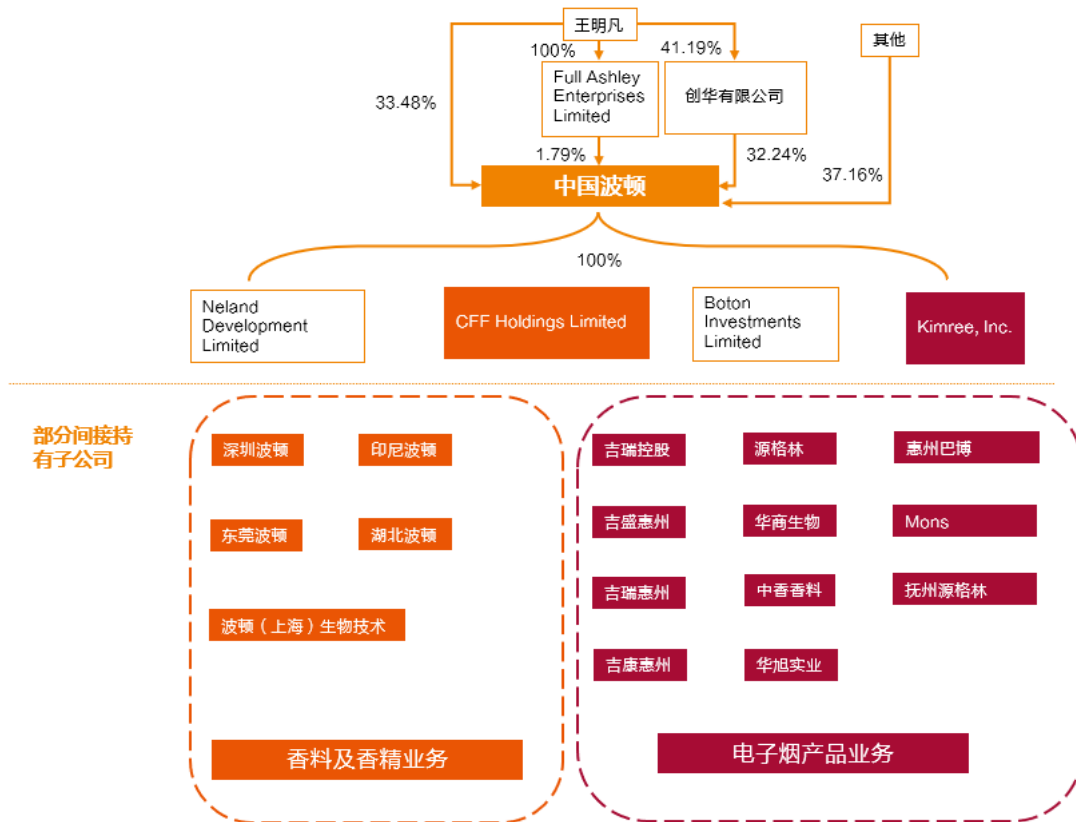 王明凡
其他
100%
41.19%
33.48%
Full Ashley
Enterprises
Limited
创华有限公司
1.79%
32.24%
37.16%
中国波顿
100%
Neland
Development
Limited
CFF Holdings Limited
Boton
Investments
Limited
Kimree, Inc.
部分间接持
有子公司
深圳波顿
印尼波顿
吉瑞控股
源格林
惠州巴博
东莞波顿
湖北波顿
吉盛惠州
华商生物
Mons
吉瑞惠州
中香香料
抚州源格林
波顿（上海）生物技术
吉康惠州
华旭实业
香料及香精业务
电子烟产品业务